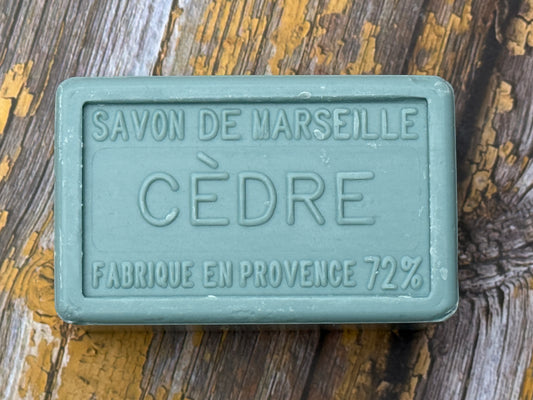 SAVON DE MARSEILLE
CÈDRE
FABRIQUE EN PROVENCE 72%